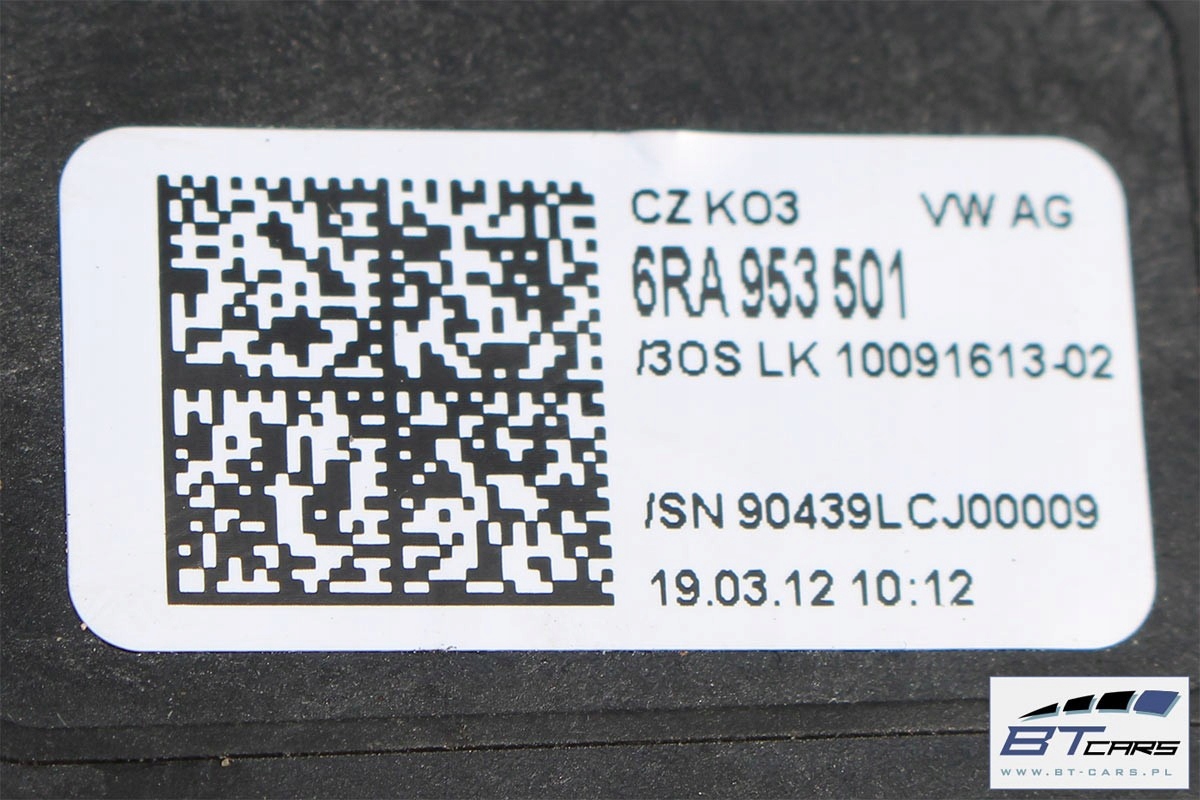 CZ KO3 VW AG
6RA 953 501
/3OS LK 10091613-02
/SN 90439LCJ00009
19.03.12 10:12
BT CARS
WWW.BT-CARS.PL